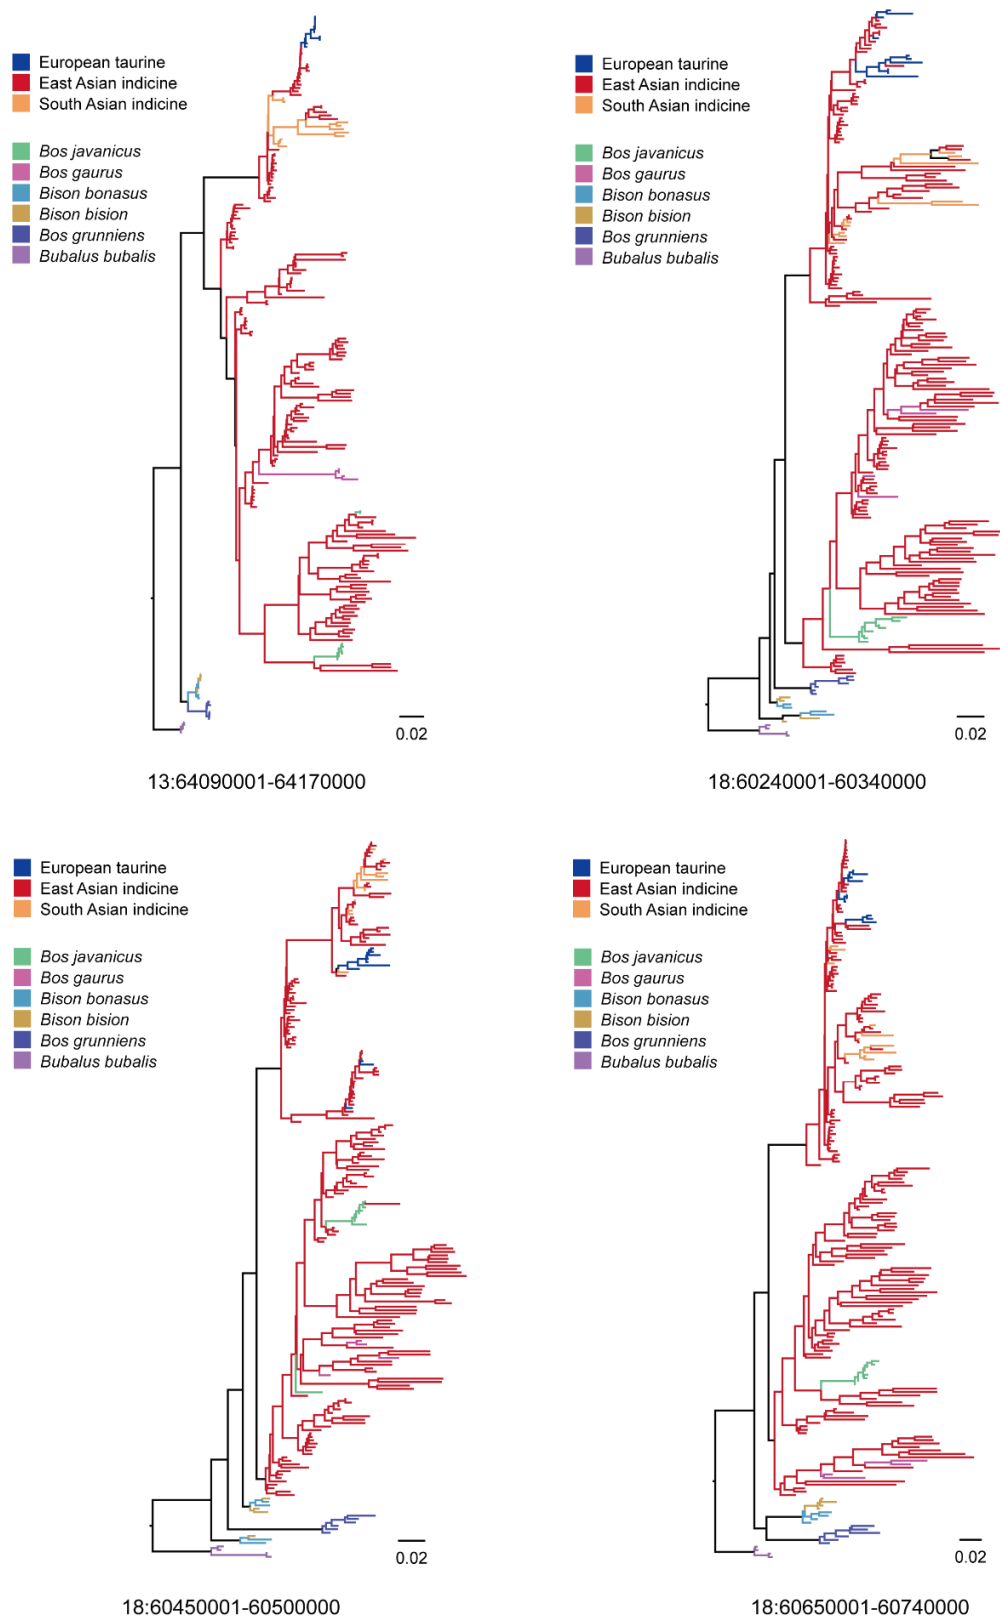 European taurine
East Asian indicine
South Asian indicine
Bos javanicus
Bos gaurus
Bison bonasus
Bison bision
Bos grunniens
Bubalus bubalis
0.02
13:64090001-64170000
European taurine
East Asian indicine
South Asian indicine
Bos javanicus
Bos gaurus
Bison bonasus
Bison bision
Bos grunniens
Bubalus bubalis
0.02
18:60240001-60340000
European taurine
East Asian indicine
South Asian indicine
Bos javanicus
Bos gaurus
Bison bonasus
Bison bision
Bos grunniens
Bubalus bubalis
0.02
18:60450001-60500000
European taurine
East Asian indicine
South Asian indicine
Bos javanicus
Bos gaurus
Bison bonasus
Bison bision
Bos grunniens
Bubalus bubalis
0.02
18:60650001-60740000